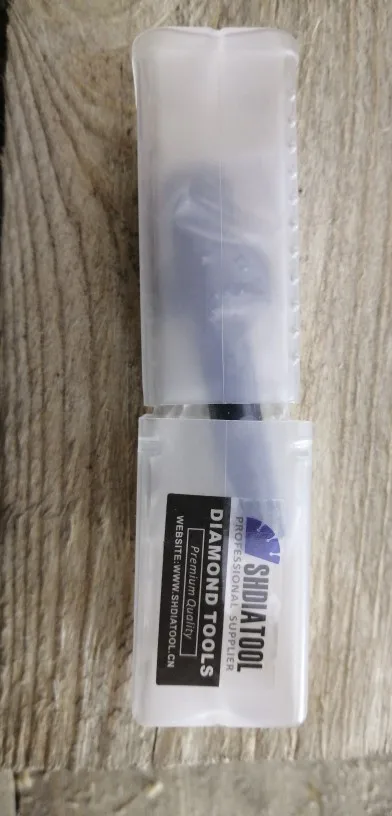 SHDIATOOL
PROFESSIONAL SUPPLIER
DIAMOND TOOLS
Premium Quality
WEBSITE:WWW.SHDIATOOL.CN